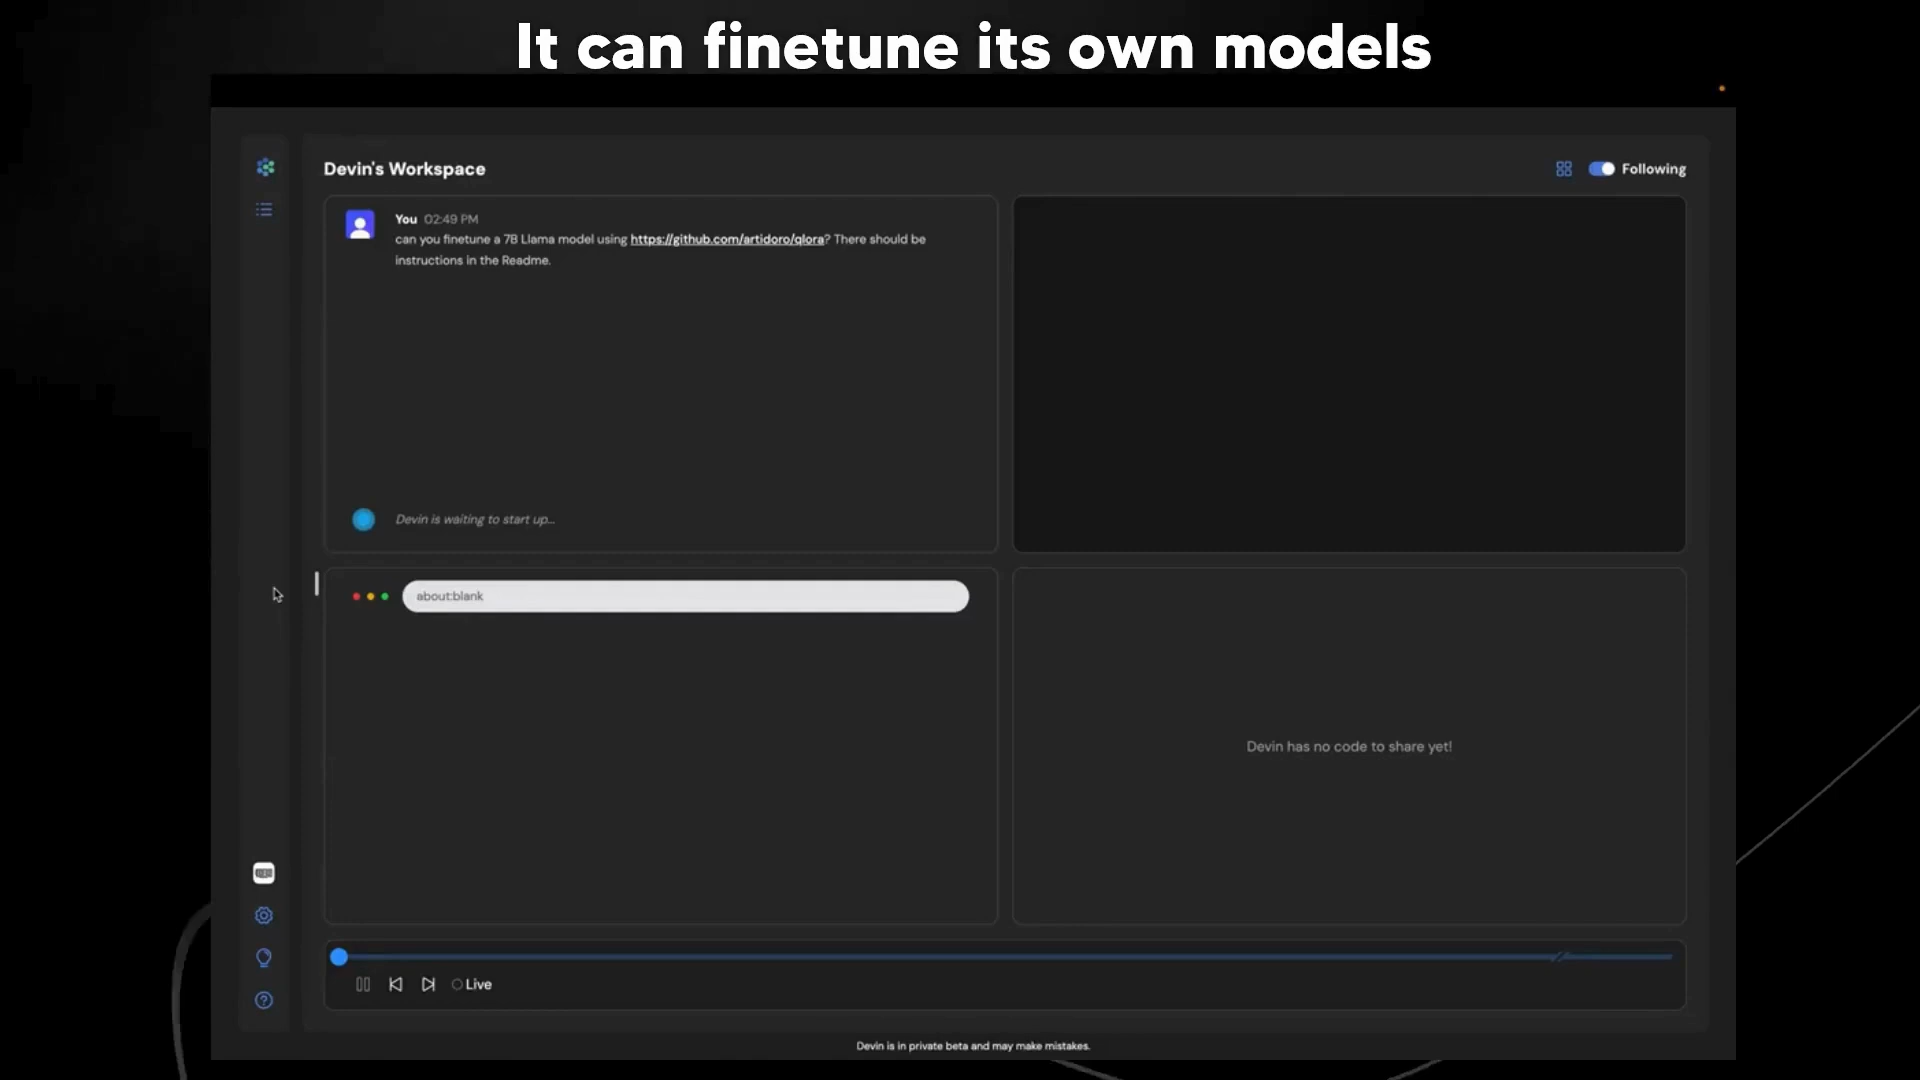 It can finetune its own models
Devin's Workspace
Following
You 02:49 PM
can you finetune a 7B Llama model using https://github.com/artidoro/qlora? There should be
instructions in the Readme.
Devin is waiting to start up...
about:blank
Devin has no code to share yet!
Live
Devin is in private beta and may make mistakes.